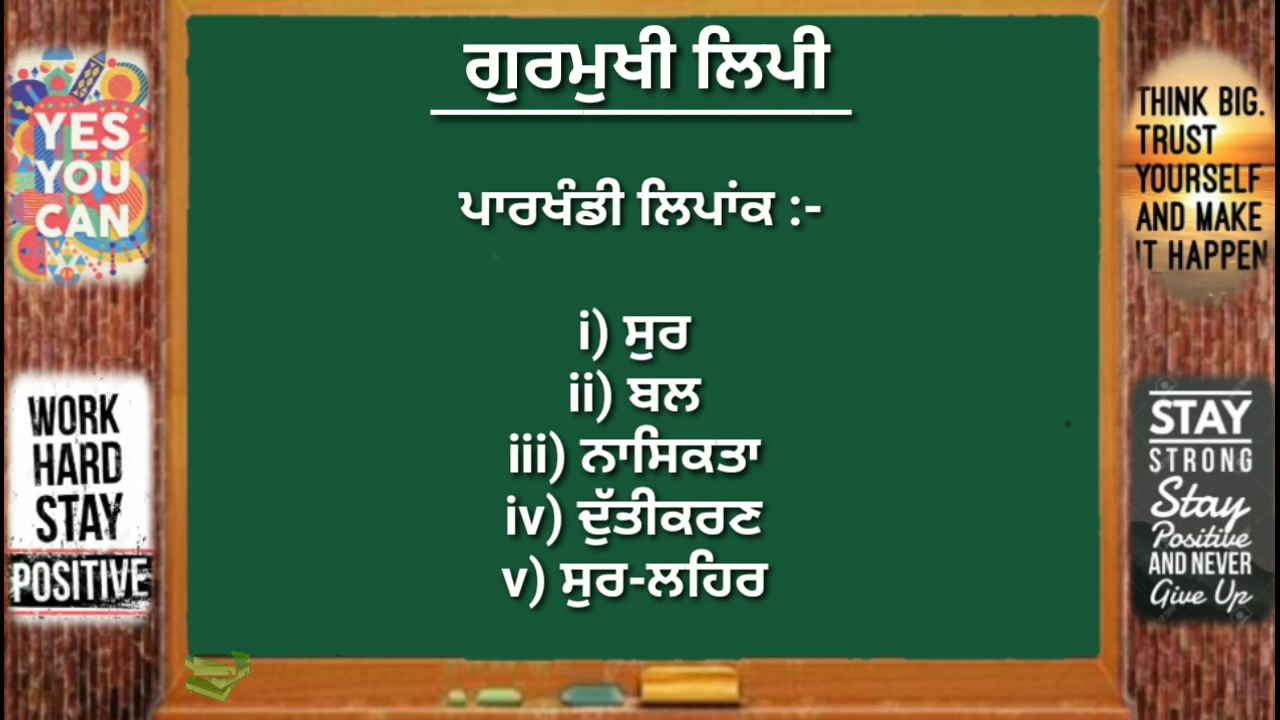 ਗੁਰਮੁਖੀ ਲਿਪੀ
ਪਾਰਖੰਡੀ ਲਿਪਾਂਕ :-
i) ਸੁਰ
ii) ਬਲ
iii) ਨਾਸਿਕਤਾ
iv) ਦੁੱਤੀਕਰਣ
v) ਸੁਰ-ਲਹਿਰ
YES
YOU
CAN
WORK
HARD
STAY
POSITIVE
THINK BIG.
TRUST
YOURSELF
AND MAKE
IT HAPPEN
STAY
STRONG
Stay
Positive
AND NEVER
Give Up